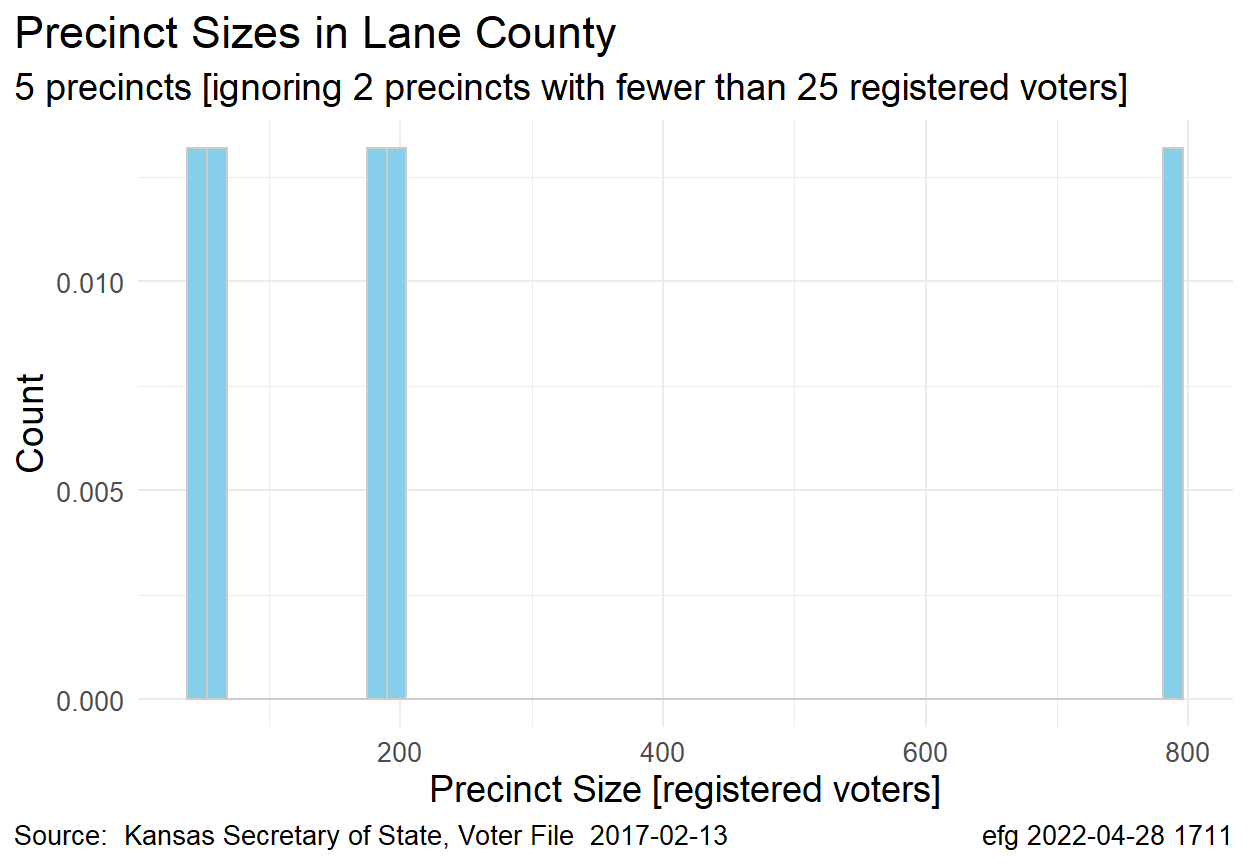 Precinct Sizes in Lane County
5 precincts [ignoring 2 precincts with fewer than 25 registered voters]
Count
0.010
0.005
0.000
200 400 600 800
Precinct Size [registered voters]
Source:  Kansas Secretary of State, Voter File  2017-02-13
efg 2022-04-28 1711